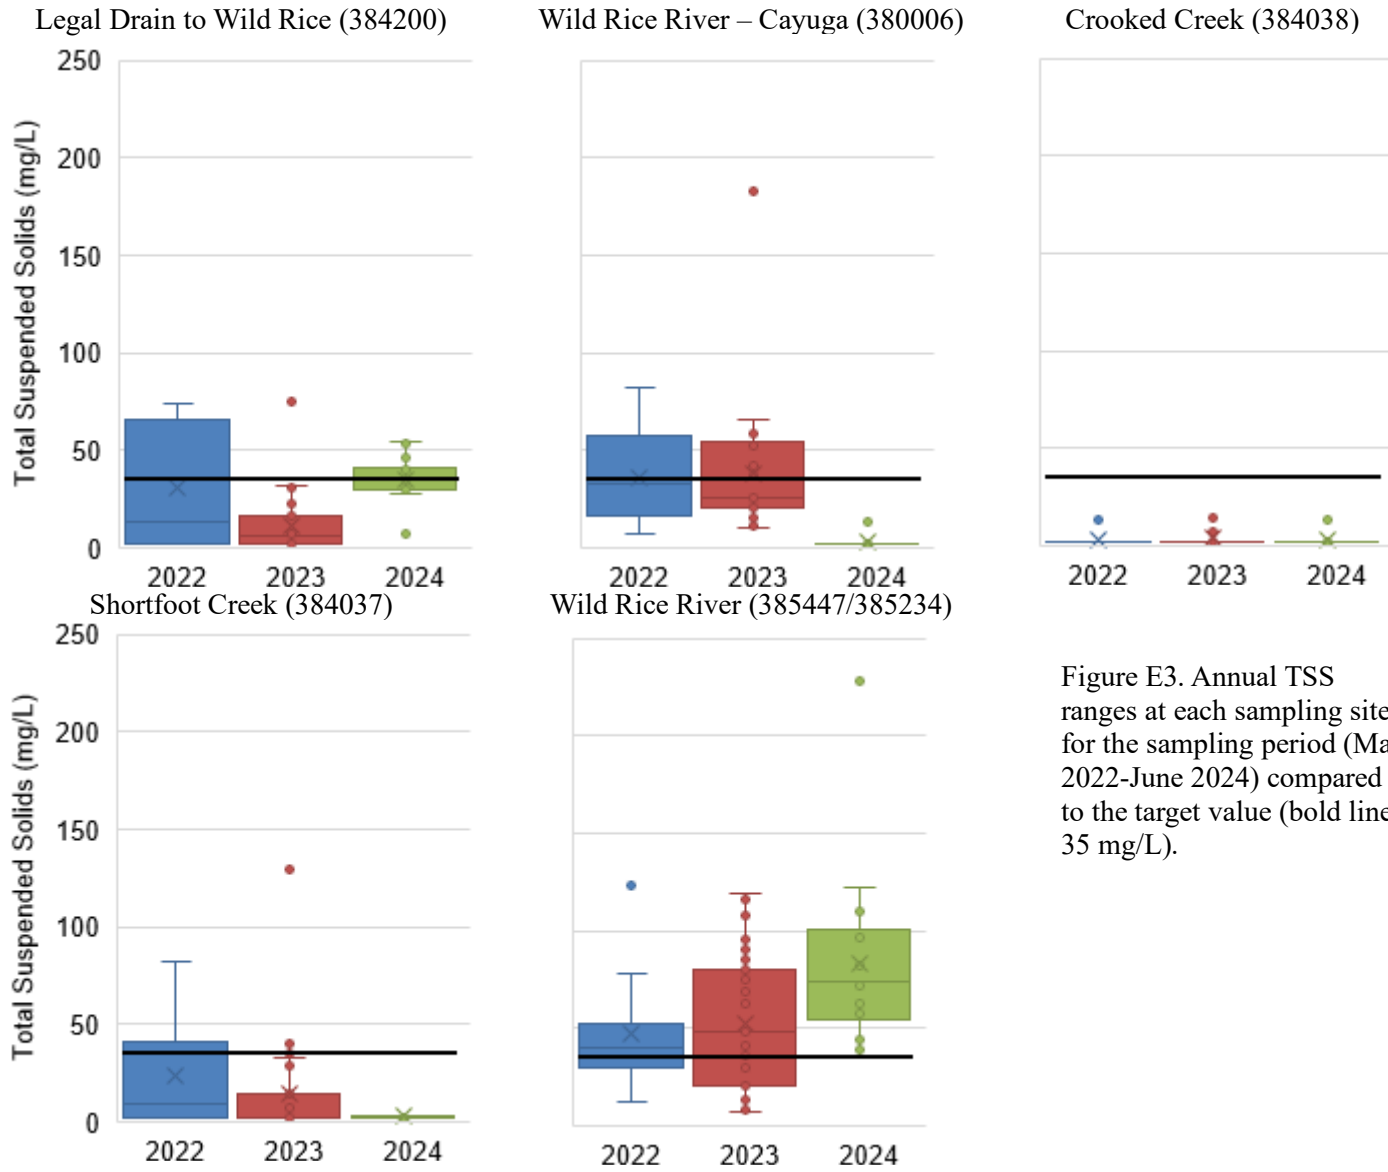 Legal Drain to Wild Rice (384200)
Wild Rice River – Cayuga (380006)
Crooked Creek (384038)
Total Suspended Solids (mg/L)
250
200
150
100
50
0
2022 2023 2024
2022 2023 2024
2022 2023 2024
Shortfoot Creek (384037)
Wild Rice River (385447/385234)
Total Suspended Solids (mg/L)
250
200
150
100
50
0
2022 2023 2024
2022 2023 2024
Figure E3. Annual TSS
ranges at each sampling site
for the sampling period (Ma
2022-June 2024) compared
to the target value (bold line
35 mg/L).